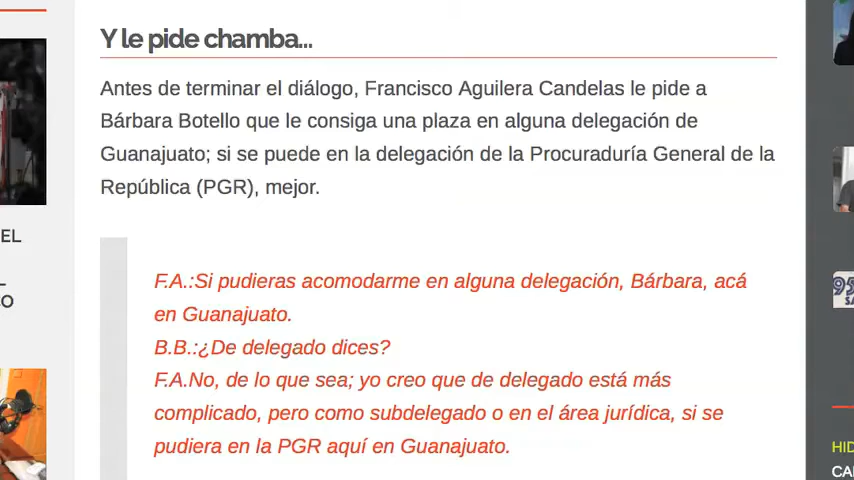 Y le pide chamba...
Antes de terminar el diálogo, Francisco Aguilera Candelas le pide a
Bárbara Botello que le consiga una plaza en alguna delegación de
Guanajuato; si se puede en la delegación de la Procuraduría General de la
República (PGR), mejor.
F.A.:Si pudieras acomodarme en alguna delegación, Bárbara, acá
en Guanajuato.
B.B.:¿De delegado dices?
F.A.No, de lo que sea; yo creo que de delegado está más
complicado, pero como subdelegado o en el área jurídica, si se
pudiera en la PGR aquí en Guanajuato.
EL
CO
95
HID
CAI